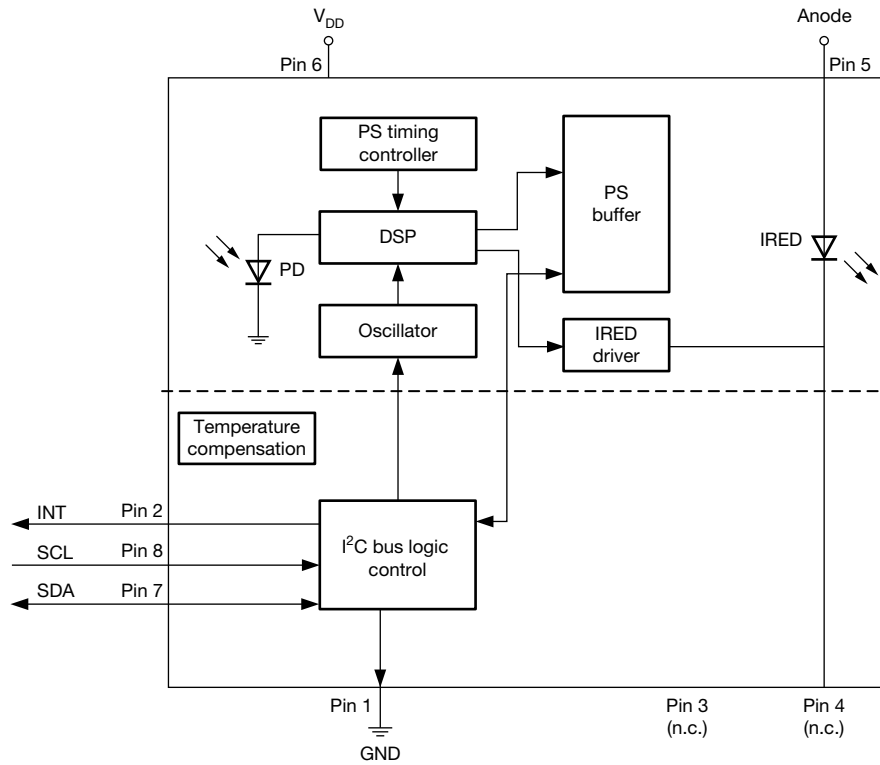 V_DD
Anode
Pin 6
Pin 5
PS timing
controller
PS
buffer
DSP
IRED
PD
Oscillator
IRED
driver
Temperature
compensation
INT
Pin 2
SCL
Pin 8
I²C bus logic
control
SDA
Pin 7
Pin 1
Pin 3
(n.c.)
Pin 4
(n.c.)
GND